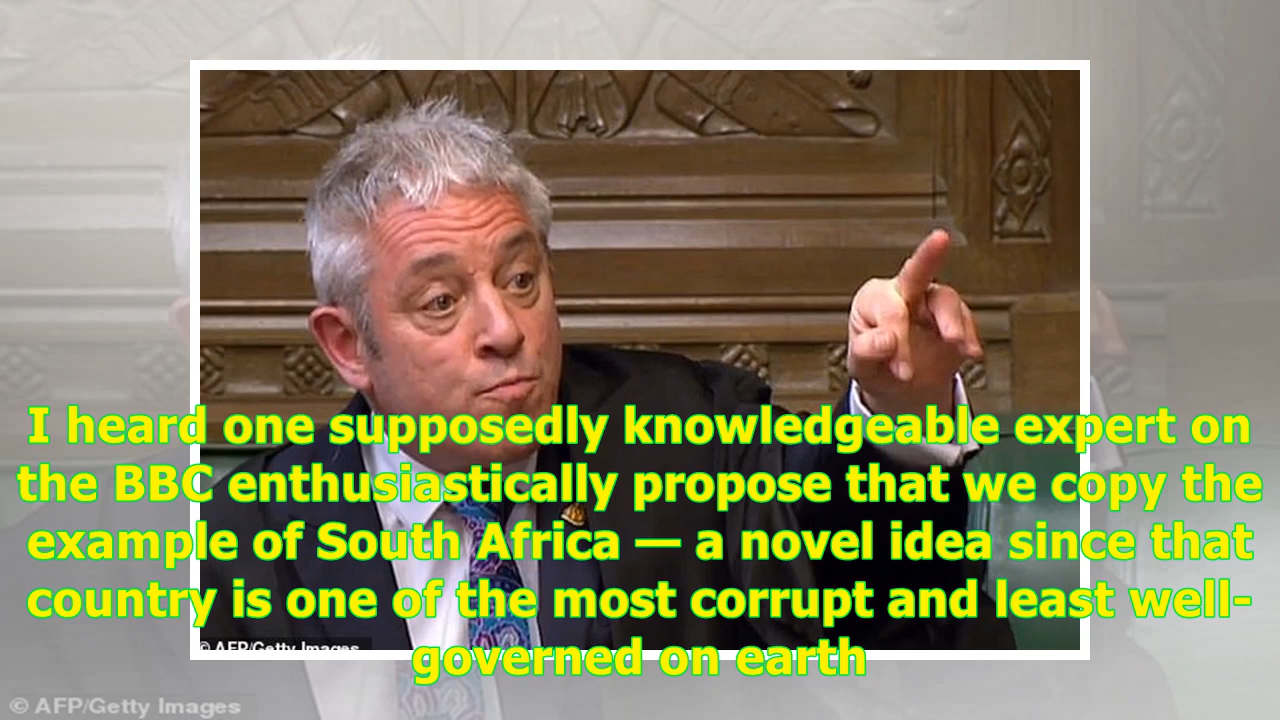 I heard one supposedly knowledgeable expert on
the BBC enthusiastically propose that we copy the
example of South Africa — a novel idea since that
country is one of the most corrupt and least well-
governed on earth
© AFP/Getty Images
© AFP/Getty Images